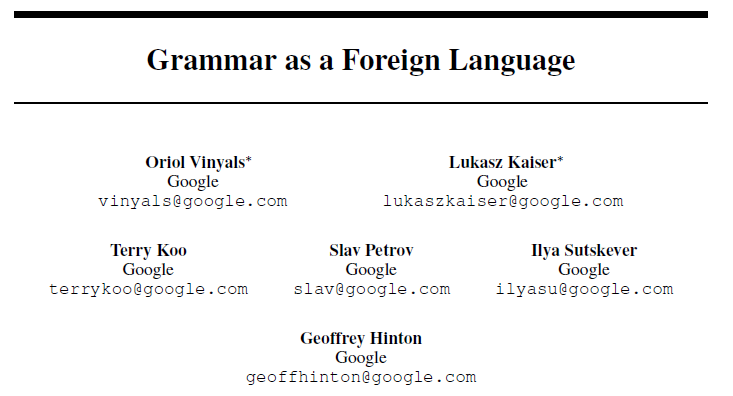 Grammar as a Foreign Language
Oriol Vinyals* Lukasz Kaiser*
Google Google
vinyals@google.com lukaszkaiser@google.com
Terry Koo Slav Petrov Ilya Sutskever
Google Google Google
terrykoo@google.com slav@google.com ilyasu@google.com
Geoffrey Hinton
Google
geoffhinton@google.com